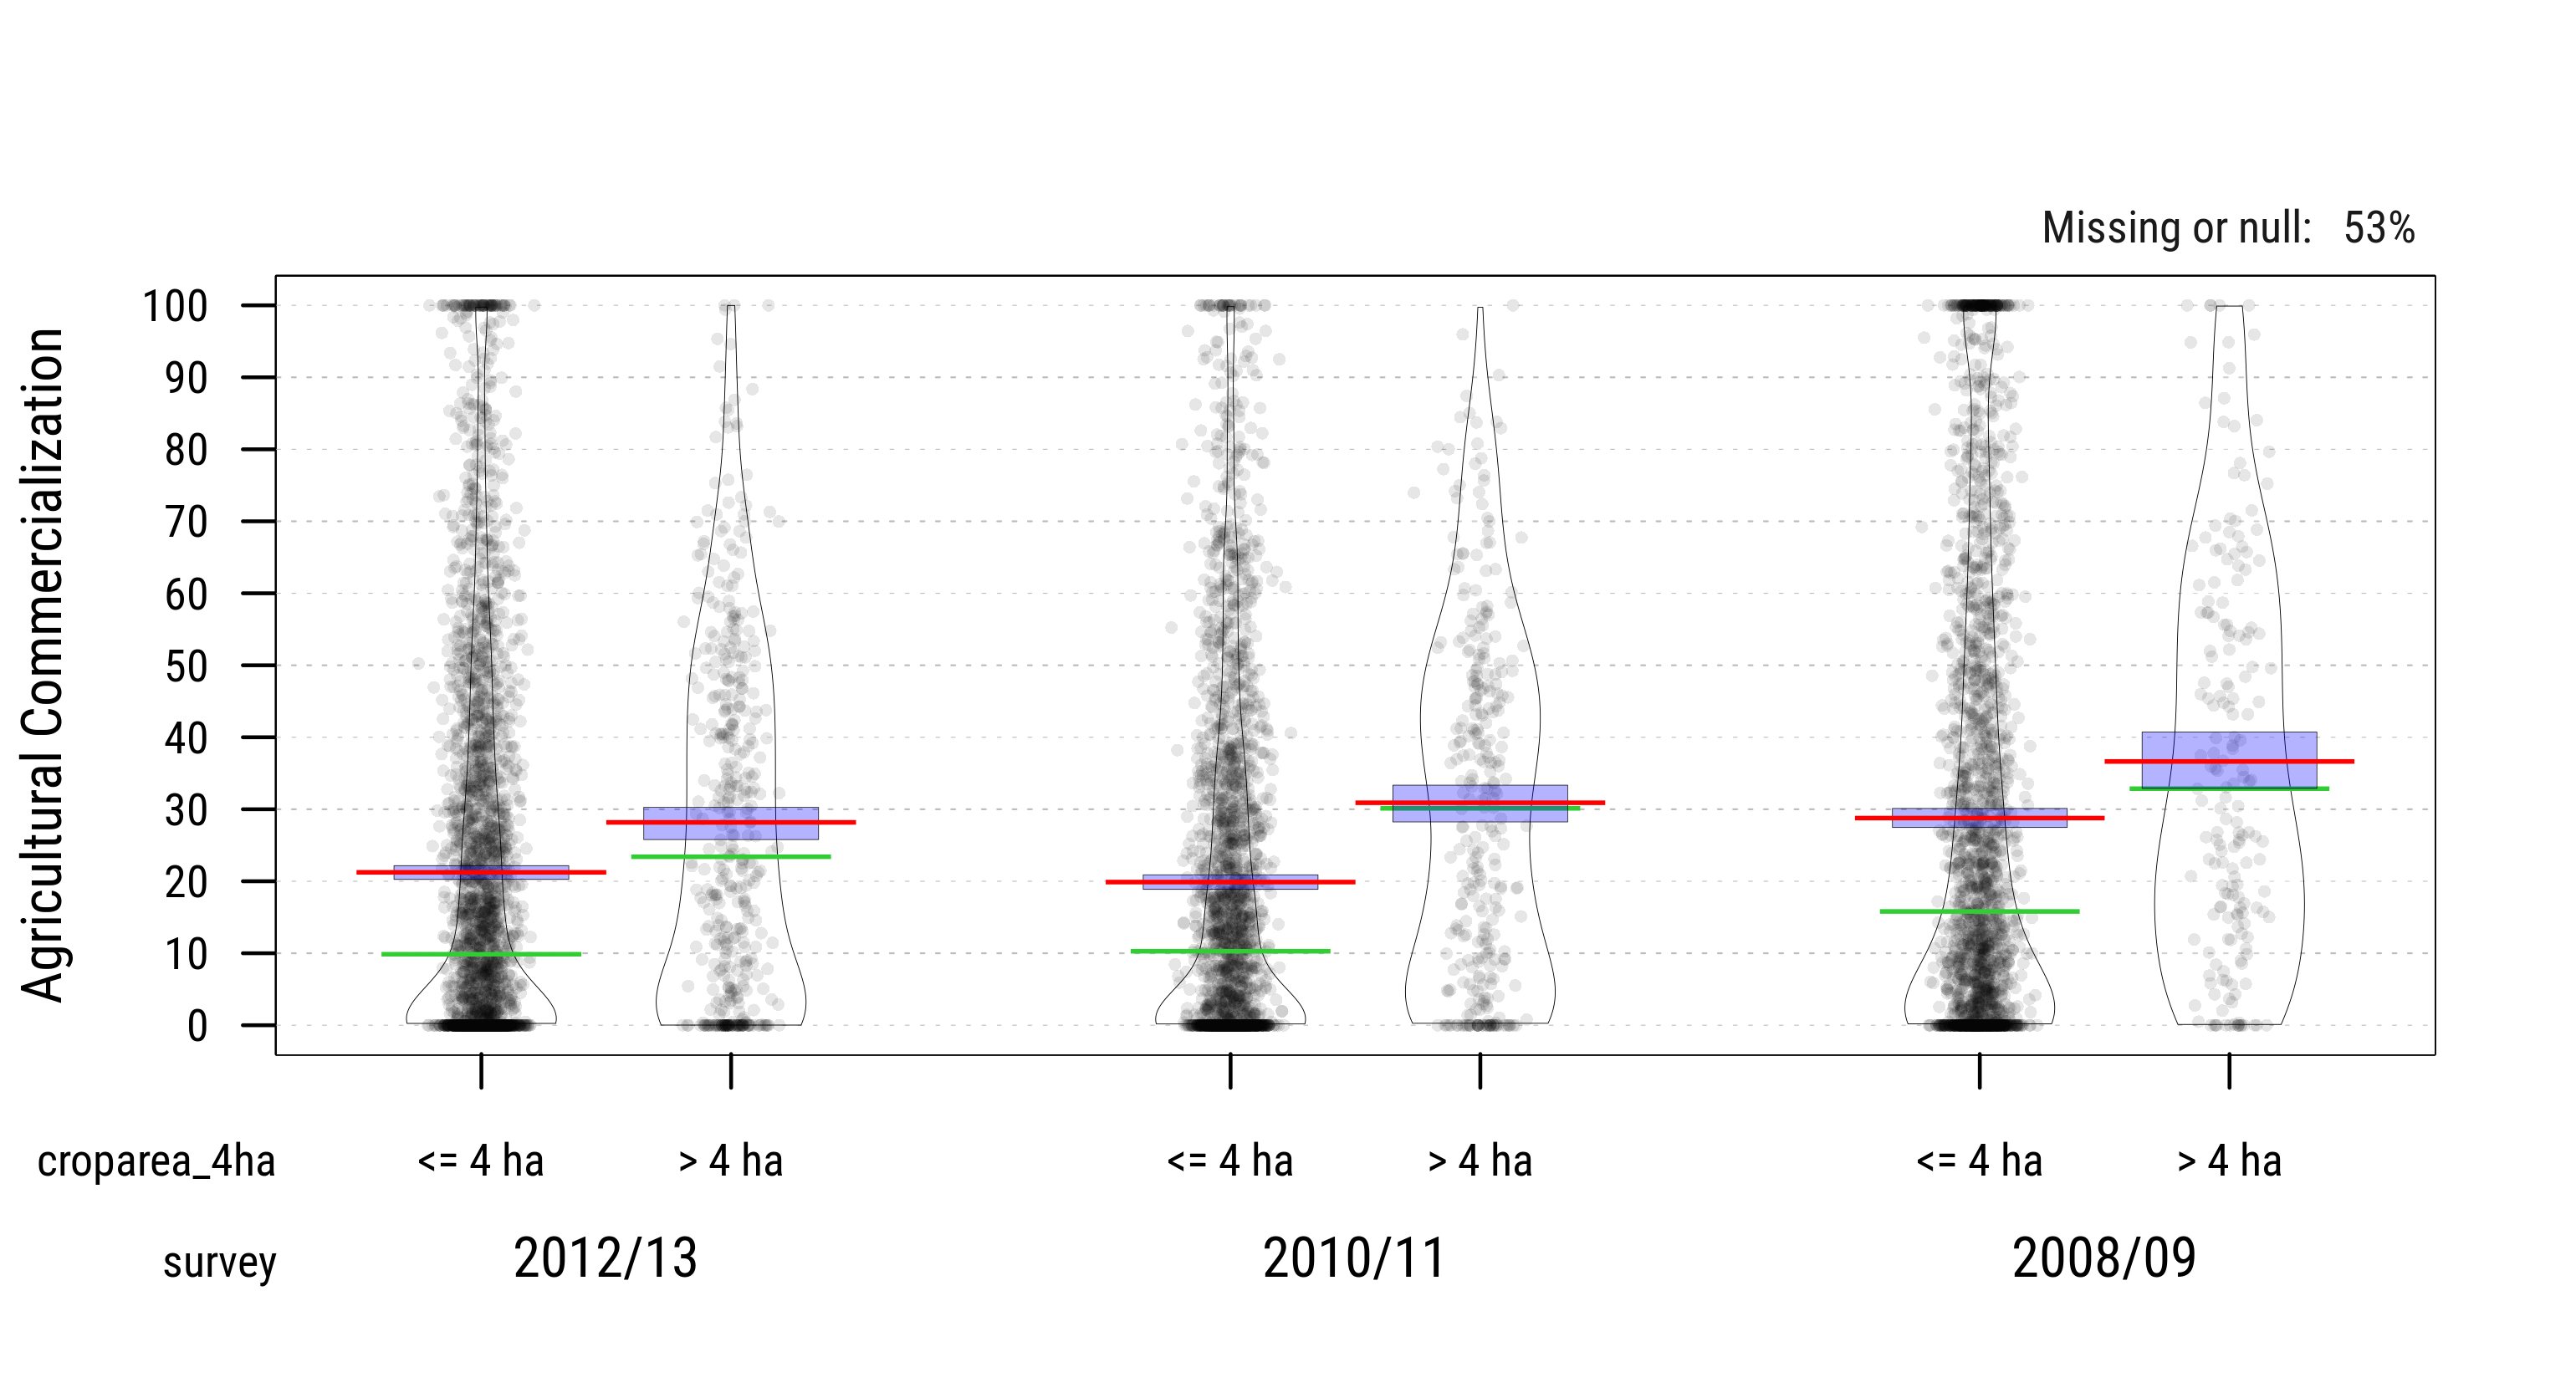 Missing or null: 53%
Agricultural Commercialization
100
90
80
70
60
50
40
30
20
10
0
croparea_4ha <= 4 ha > 4 ha <= 4 ha > 4 ha <= 4 ha > 4 ha
survey 2012/13 2010/11 2008/09